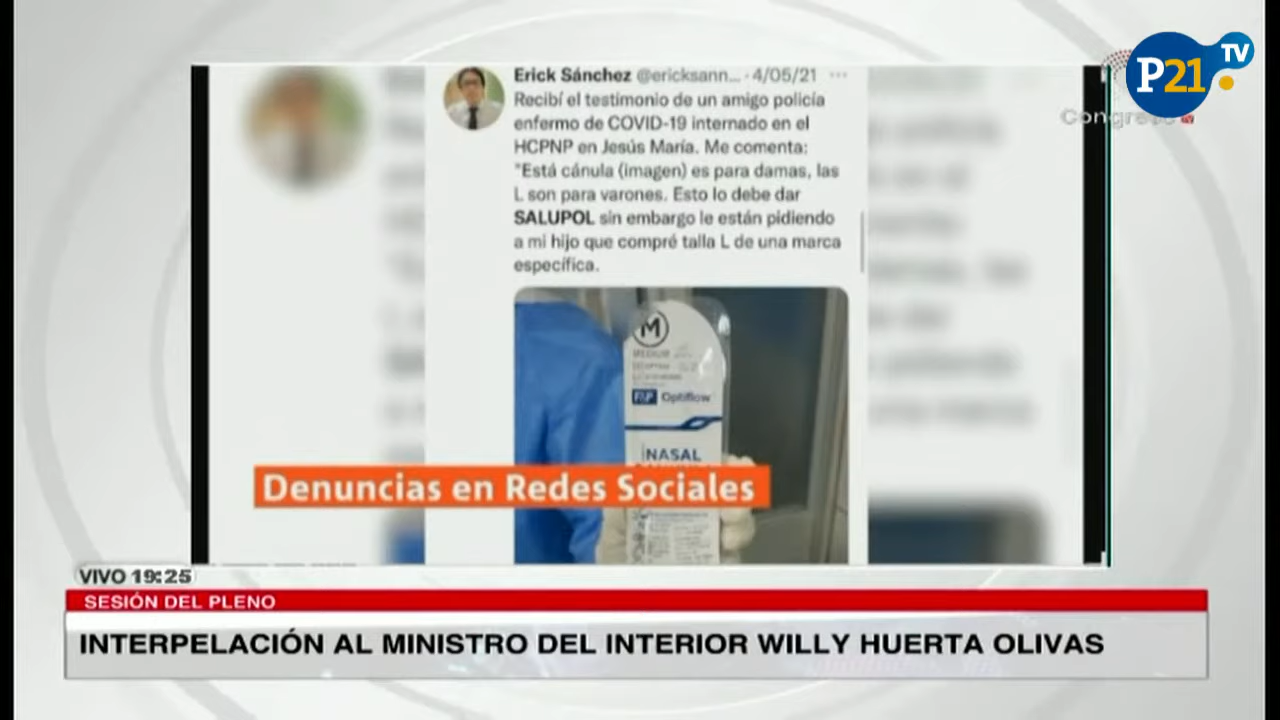 P21.TV
Congreso
Erick Sánchez @ericksann... · 4/05/21 ...
Recibí el testimonio de un amigo policía
enfermo de COVID-19 internado en el
HCPNP en Jesús María. Me comenta:
"Está cánula (imagen) es para damas, las
L son para varones. Esto lo debe dar
SALUPOL sin embargo le están pidiendo
a mi hijo que compré talla L de una marca
específica.
M
MEDIUM
F&P Optiflow
NASAL
Denuncias en Redes Sociales
VIVO 19:25
SESIÓN DEL PLENO
INTERPELACIÓN AL MINISTRO DEL INTERIOR WILLY HUERTA OLIVAS